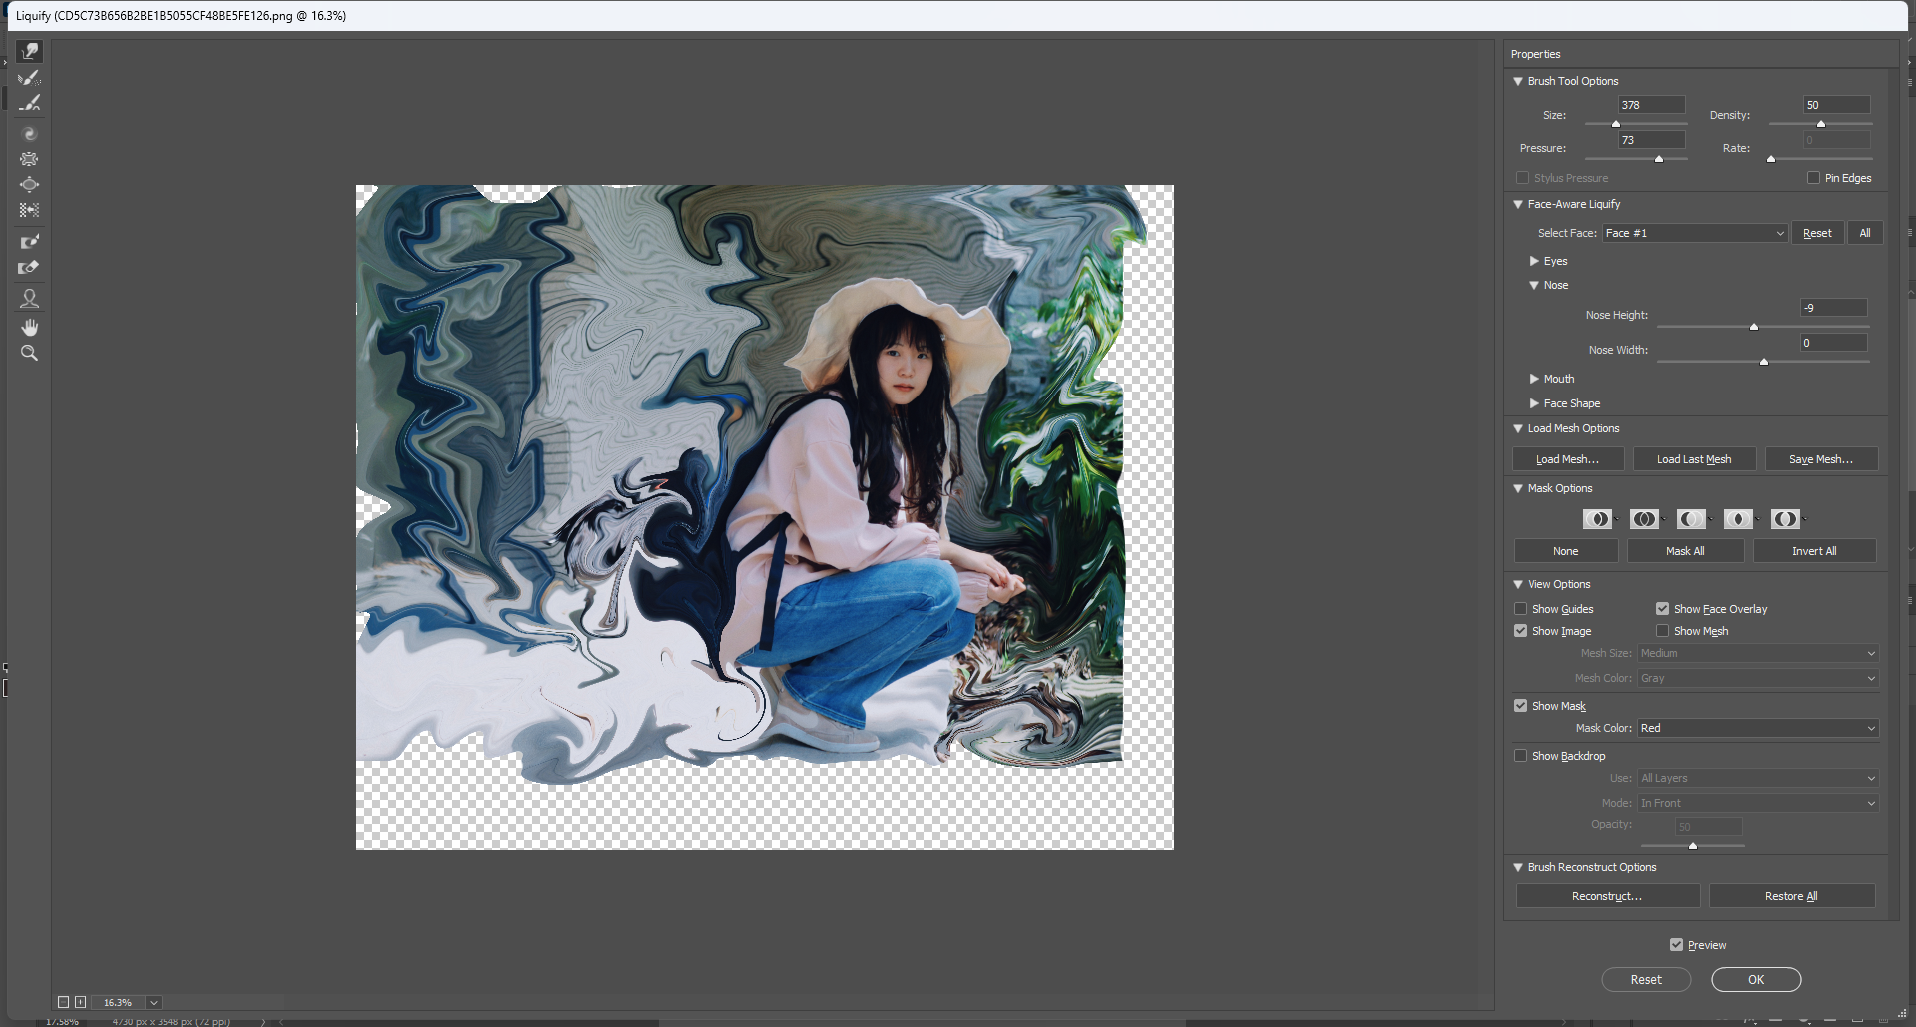 Liquify (CD5C73B656B2BE1B5055CF48BE5FE126.png @ 16.3%)
Properties
Brush Tool Options
Size: 378 Density: 50
Pressure: 73 Rate: 0
Stylus Pressure Pin Edges
Face-Aware Liquify
Select Face: Face #1 Reset All
Eyes
Nose
Nose Height: -9
Nose Width: 0
Mouth
Face Shape
Load Mesh Options
Load Mesh... Load Last Mesh Save Mesh...
Mask Options
None Mask All Invert All
View Options
Show Guides Show Face Overlay
Show Image Show Mesh
Mesh Size: Medium
Mesh Color: Gray
Show Mask
Mask Color: Red
Show Backdrop
Use: All Layers
Mode: In Front
Opacity: 50
Brush Reconstruct Options
Reconstruct... Restore All
Preview
Reset OK
16.3%
17.58% 4730 px x 3548 px (72 ppi)